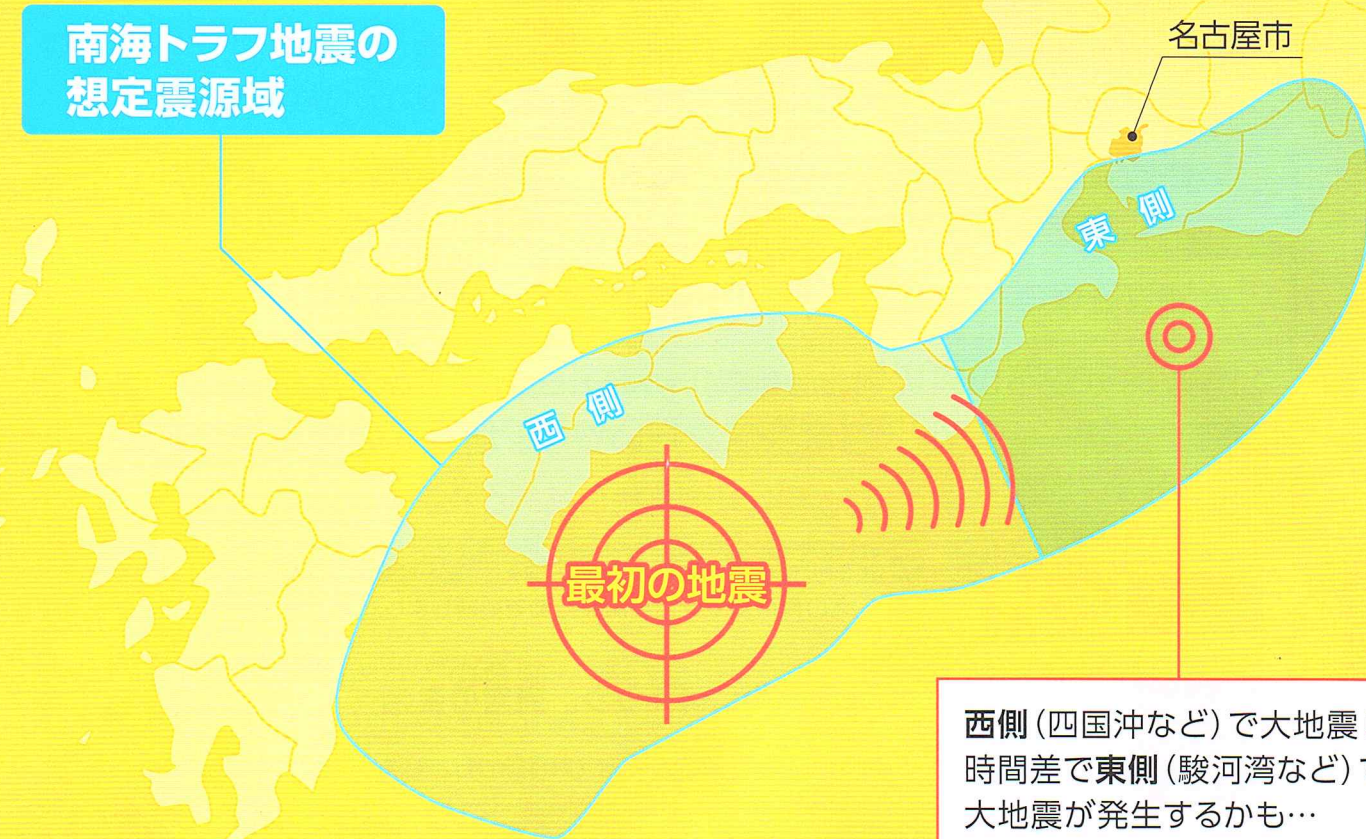 南海トラフ地震の
想定震源域
名古屋市
東側
西側
最初の地震
西側(四国沖など)で大地震
時間差で東側(駿河湾など)
大地震が発生するかも…